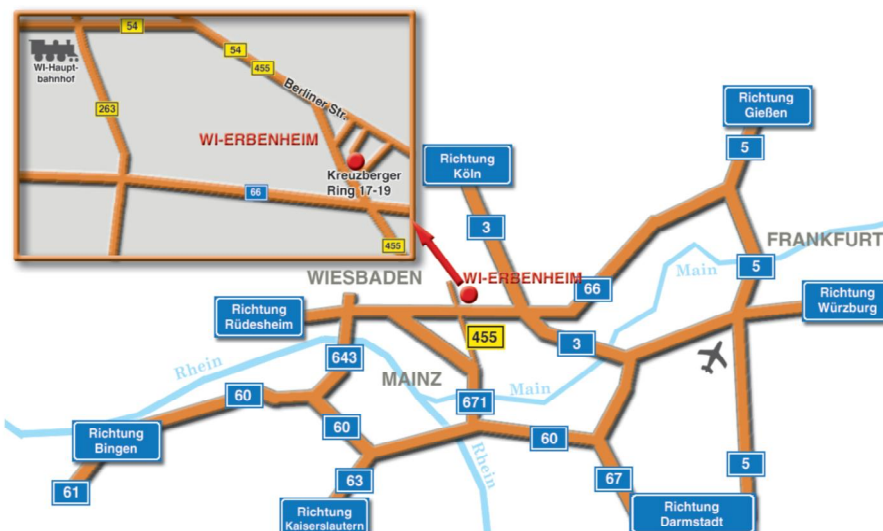 54
WI-Haupt-
bahnhof
54
455
263
Berliner Str.
WI-ERBENHEIM
Kreuzberger
Ring 17-19
66
455
Richtung
Köln
Richtung
Gießen
5
3
FRANKFURT
5
Main
WIESBADEN
WI-ERBENHEIM
66
Richtung
Rüdesheim
Richtung
Würzburg
455
3
643
Rhein
MAINZ
Main
60
671
60
60
Richtung
Bingen
Rhein
61
63
67
5
Richtung
Kaiserslautern
Richtung
Darmstadt